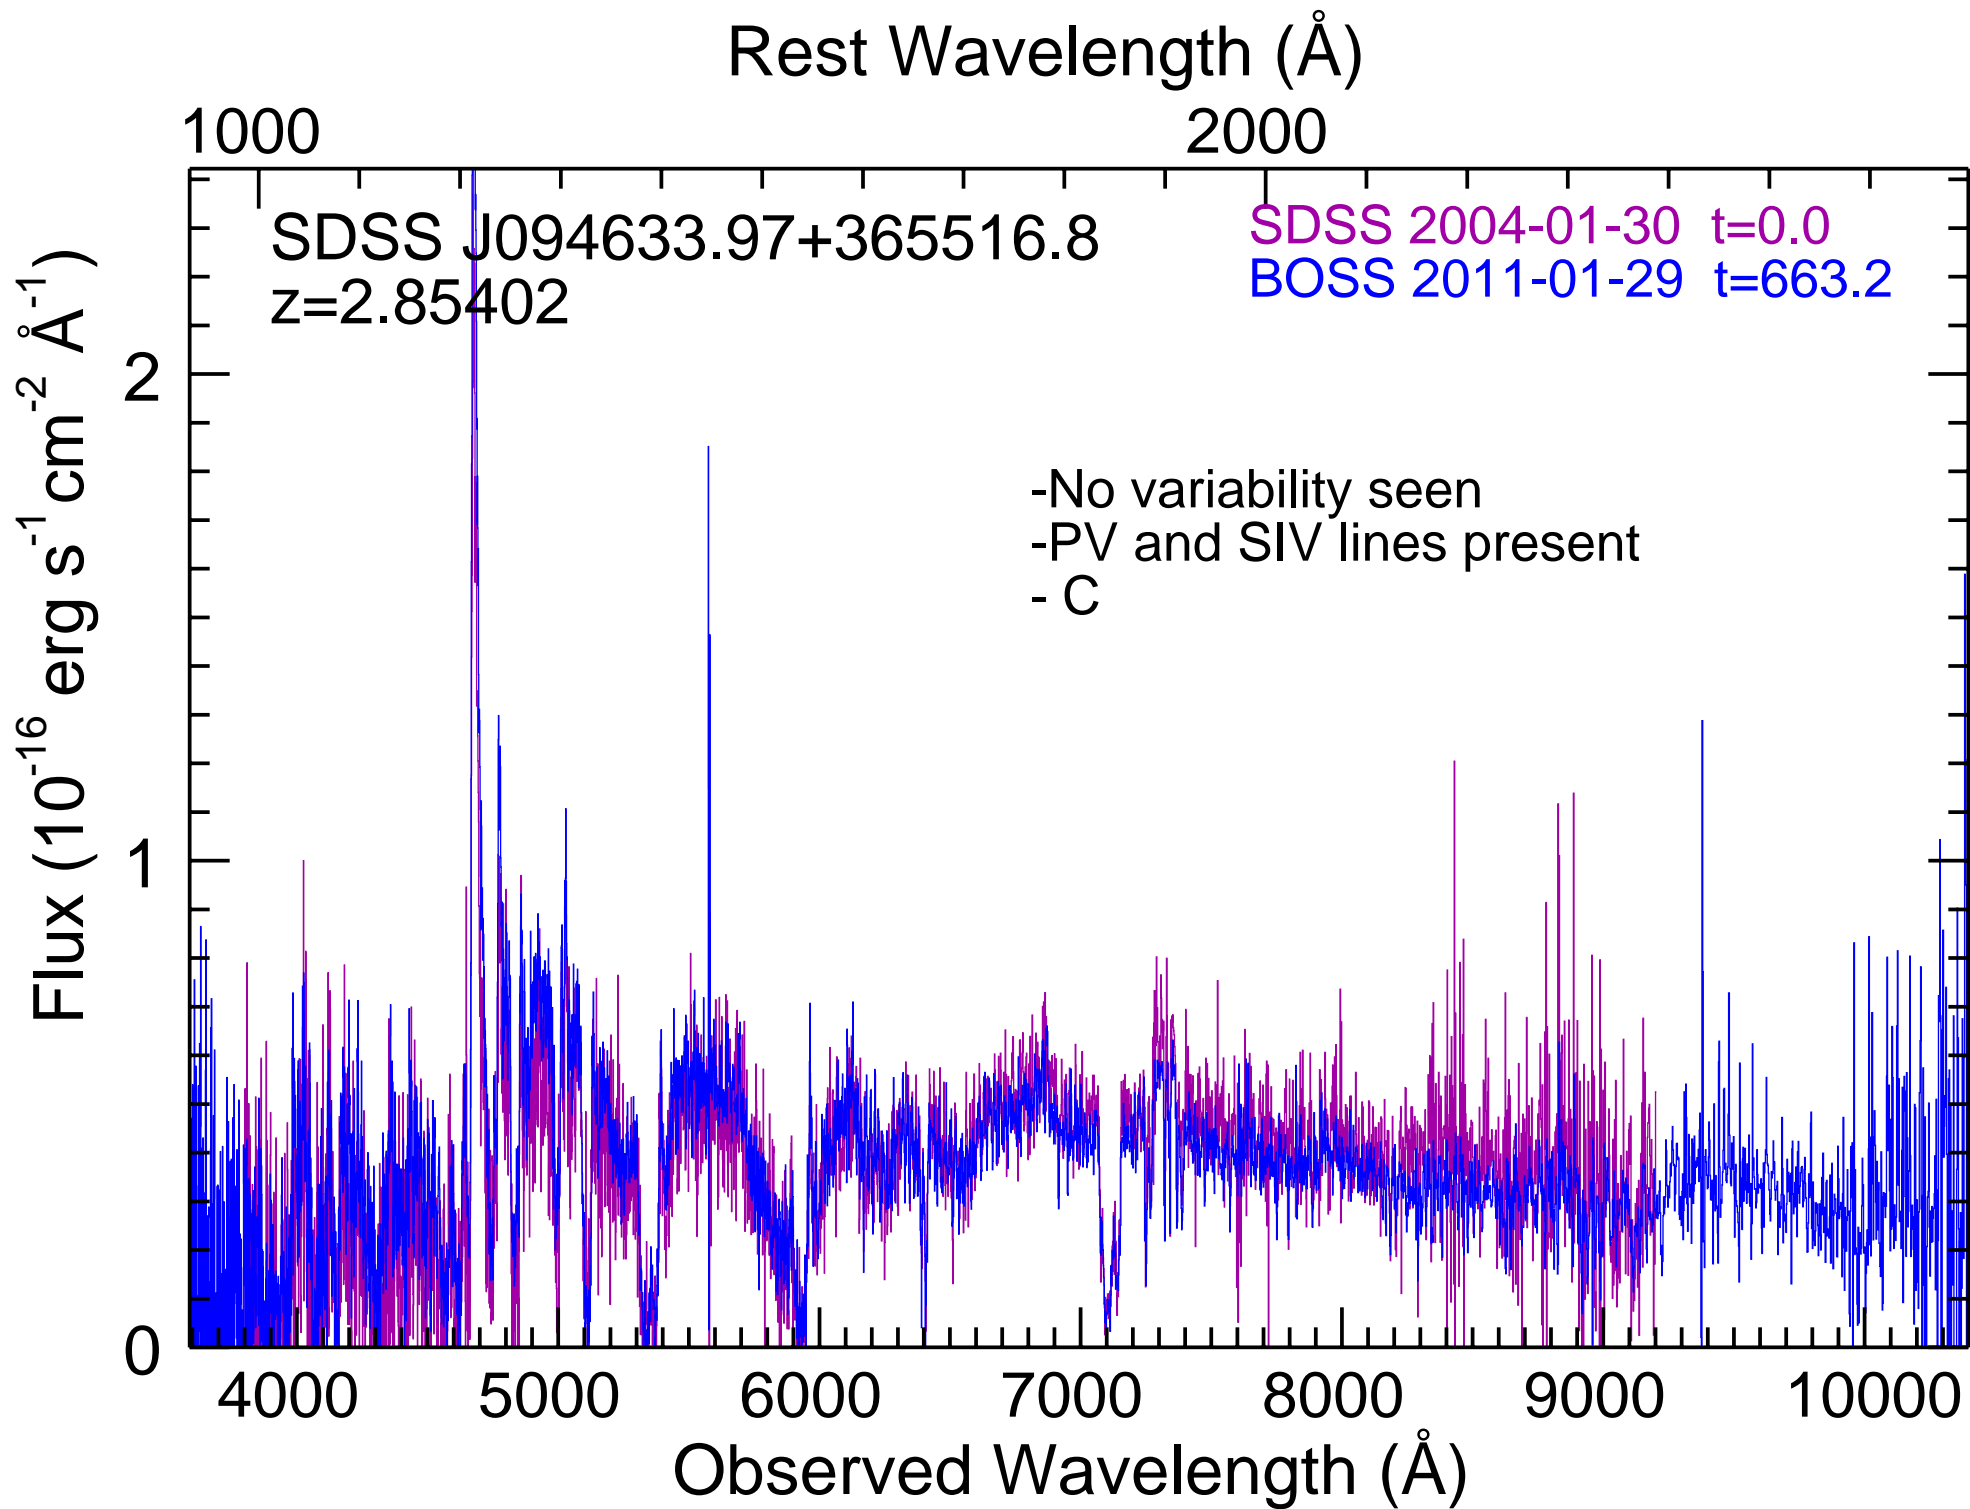 Rest Wavelength (Å)
1000 2000
SDSS J094633.97+365516.8
z=2.85402
SDSS 2004-01-30 t=0.0
BOSS 2011-01-29 t=663.2
-No variability seen
-PV and SIV lines present
- C
Flux (10⁻¹⁶ erg s⁻¹ cm⁻² Å⁻¹)
2
1
0
4000 5000 6000 7000 8000 9000 10000
Observed Wavelength (Å)